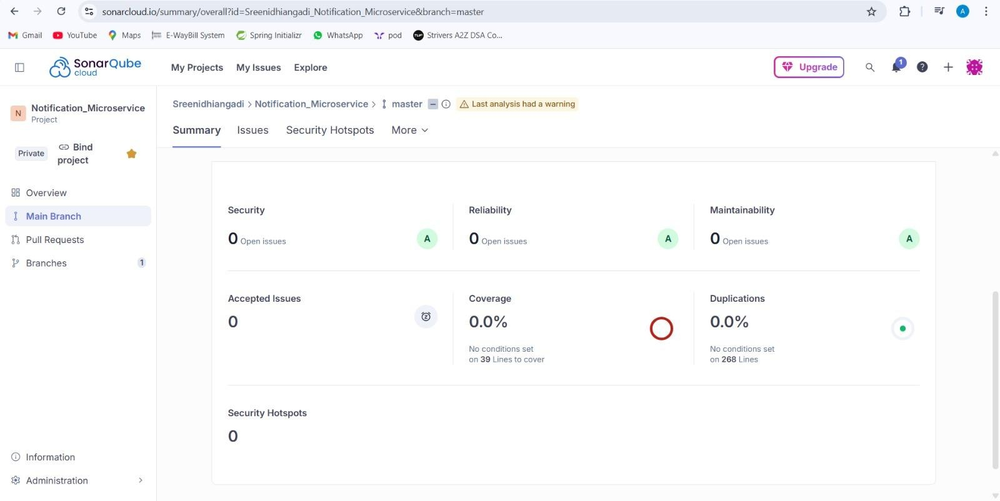 sonarcloud.io/summary/overall?id=Sreenidhiangadi_Notification_Microservice&branch=master
A
Gmail YouTube Maps E-WayBill System Spring Initializr WhatsApp pod Strivers A2Z DSA Co...
SonarQube cloud
My Projects My Issues Explore
Upgrade
1
N
Notification_Microservice
Project
Private
Bind project
Overview
Main Branch
Pull Requests
Branches 1
Information
Administration
Sreenidhiangadi > Notification_Microservice > master
Last analysis had a warning
Summary Issues Security Hotspots More
Security
0 Open issues A
Reliability
0 Open issues A
Maintainability
0 Open issues A
Accepted Issues
0
Coverage
0.0%
No conditions set
on 39 Lines to cover
Duplications
0.0%
No conditions set
on 268 Lines
Security Hotspots
0